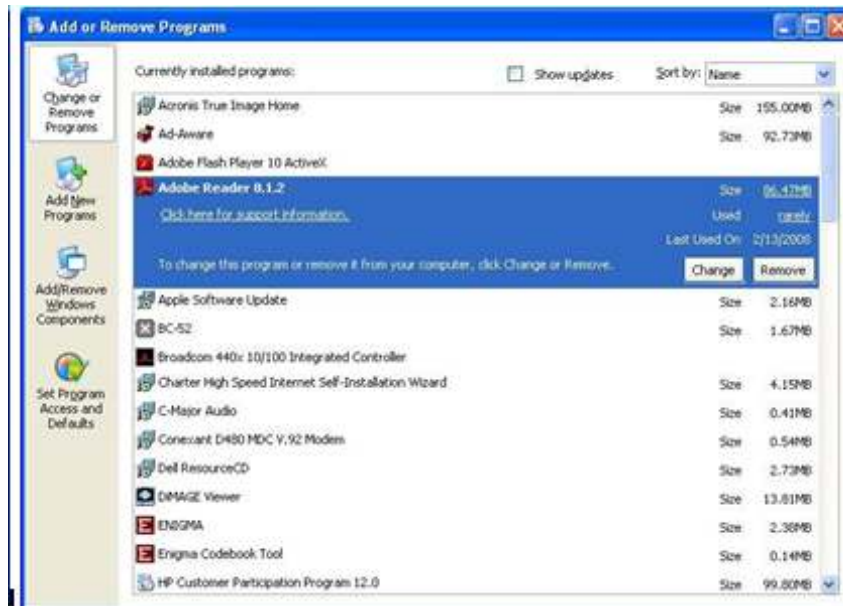 Add or Remove Programs
Change or
Remove
Programs
Add New
Programs
Add/Remove
Windows
Components
Set Program
Access and
Defaults
Currently installed programs:
Show updates
Sort by: Name
Acronis True Image Home Size 155.00MB
Ad-Aware Size 92.73MB
Adobe Flash Player 10 ActiveX
Adobe Reader 8.1.2 Size 86.47MB
Click here for support information. Used rarely
Last Used On 2/13/2008
To change this program or remove it from your computer, click Change or Remove. Change Remove
Apple Software Update Size 2.16MB
BC-52 Size 1.67MB
Broadcom 440x 10/100 Integrated Controller
Charter High Speed Internet Self-Installation Wizard Size 4.15MB
C-Major Audio Size 0.41MB
Conexant D480 MDC V.92 Modem Size 0.54MB
Dell ResourceCD Size 2.73MB
DiMAGE Viewer Size 13.81MB
ENIGMA Size 2.38MB
Enigma Codebook Tool Size 0.14MB
HP Customer Participation Program 12.0 Size 99.80MB